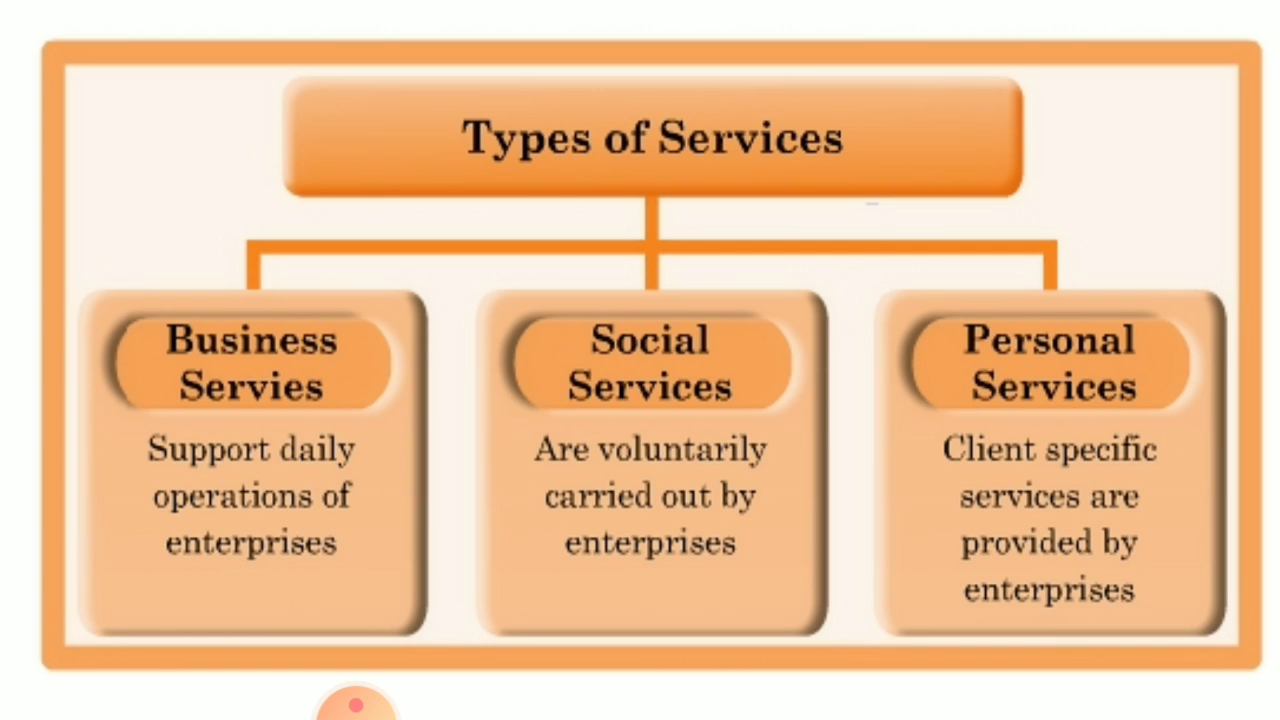 Types of Services
Business
Servies
Support daily
operations of
enterprises
Social
Services
Are voluntarily
carried out by
enterprises
Personal
Services
Client specific
services are
provided by
enterprises